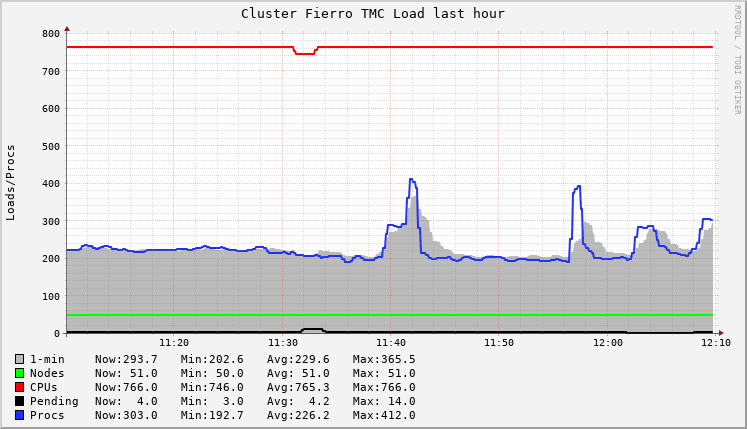 Cluster Fierro TMC Load last hour
RRDTOOL / TOBI OETIKER
Loads/Procs
800
700
600
500
400
300
200
100
0
11:20 11:30 11:40 11:50 12:00 12:10
1-min Now:293.7 Min:202.6 Avg:229.6 Max:365.5
Nodes Now: 51.0 Min: 50.0 Avg: 51.0 Max: 51.0
CPUs Now:766.0 Min:746.0 Avg:765.3 Max:766.0
Pending Now: 4.0 Min: 3.0 Avg: 4.2 Max: 14.0
Procs Now:303.0 Min:192.7 Avg:226.2 Max:412.0